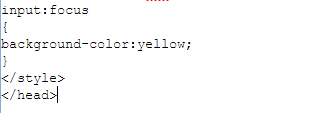 input:focus
{
background-color:yellow;
}
</style>
</head>